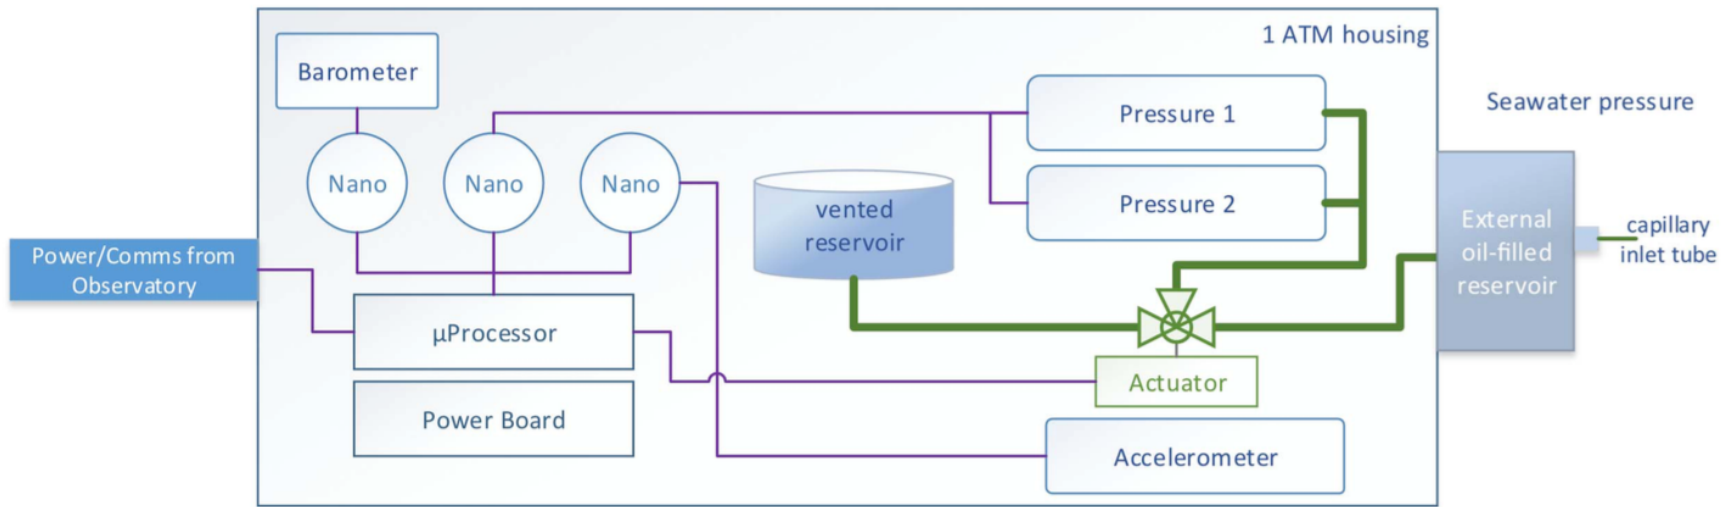 1 ATM housing
Barometer
Pressure 1
Seawater pressure
Nano
Nano
Nano
vented
reservoir
Pressure 2
External
oil-filled
reservoir
capillary
inlet tube
Power/Comms from
Observatory
µProcessor
Actuator
Power Board
Accelerometer